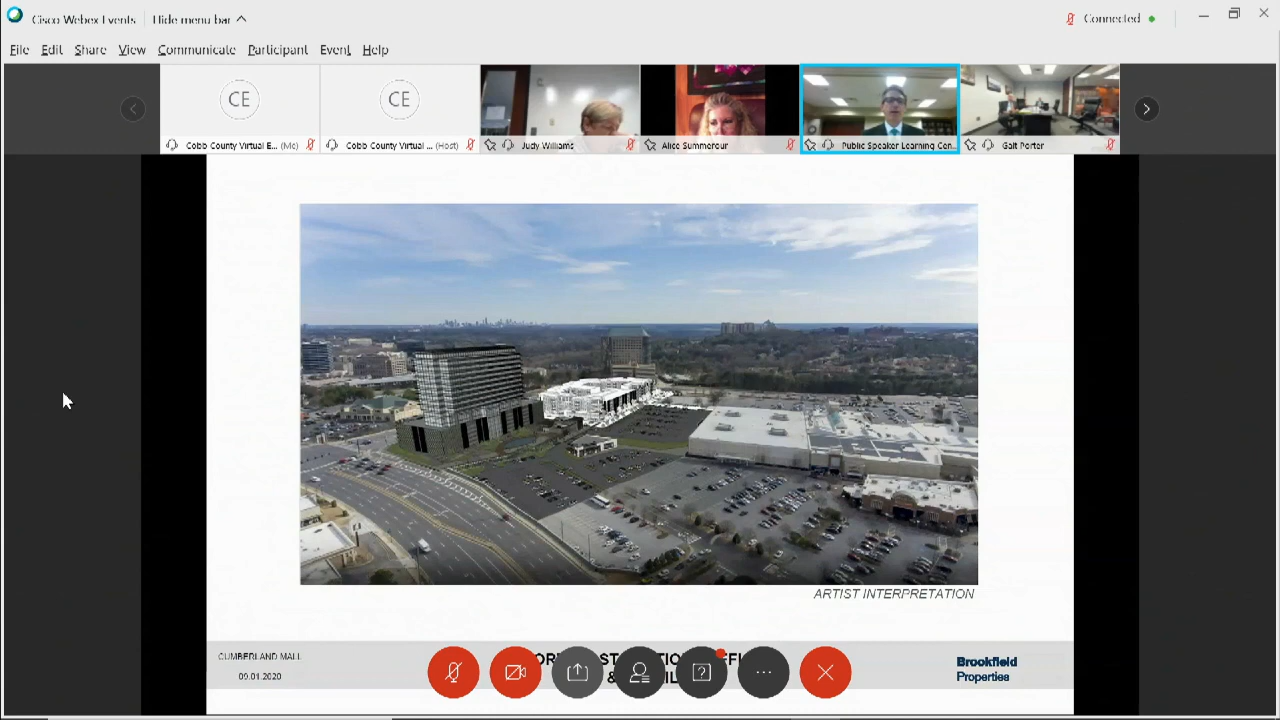 Cisco Webex Events
Hide menu bar
Connected
File Edit Share View Communicate Participant Event Help
CE
CE
Cobb County Virtual E... (Me)
Cobb County Virtual ... (Host)
Judy Williams
Alice Summerour
Public Speaker Learning Cen...
Galt Porter
ARTIST INTERPRETATION
CUMBERLAND MALL
09.01.2020
Brookfield
Properties